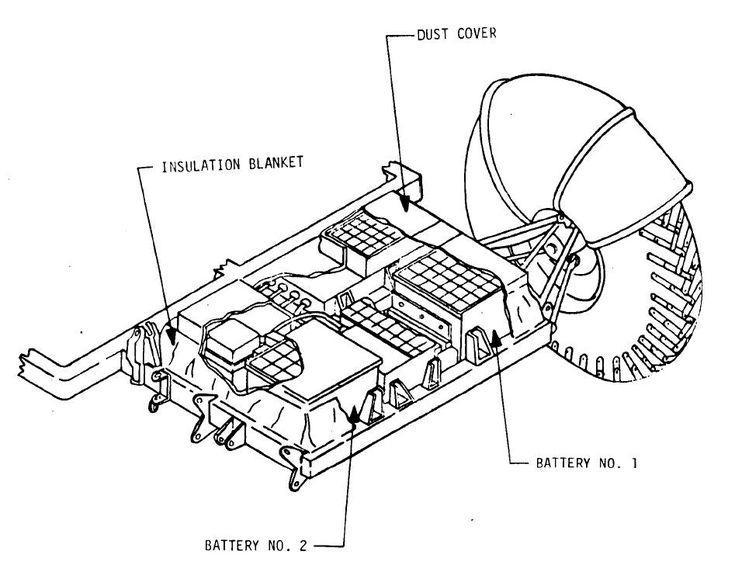 DUST COVER
INSULATION BLANKET
BATTERY NO. 1
BATTERY NO. 2